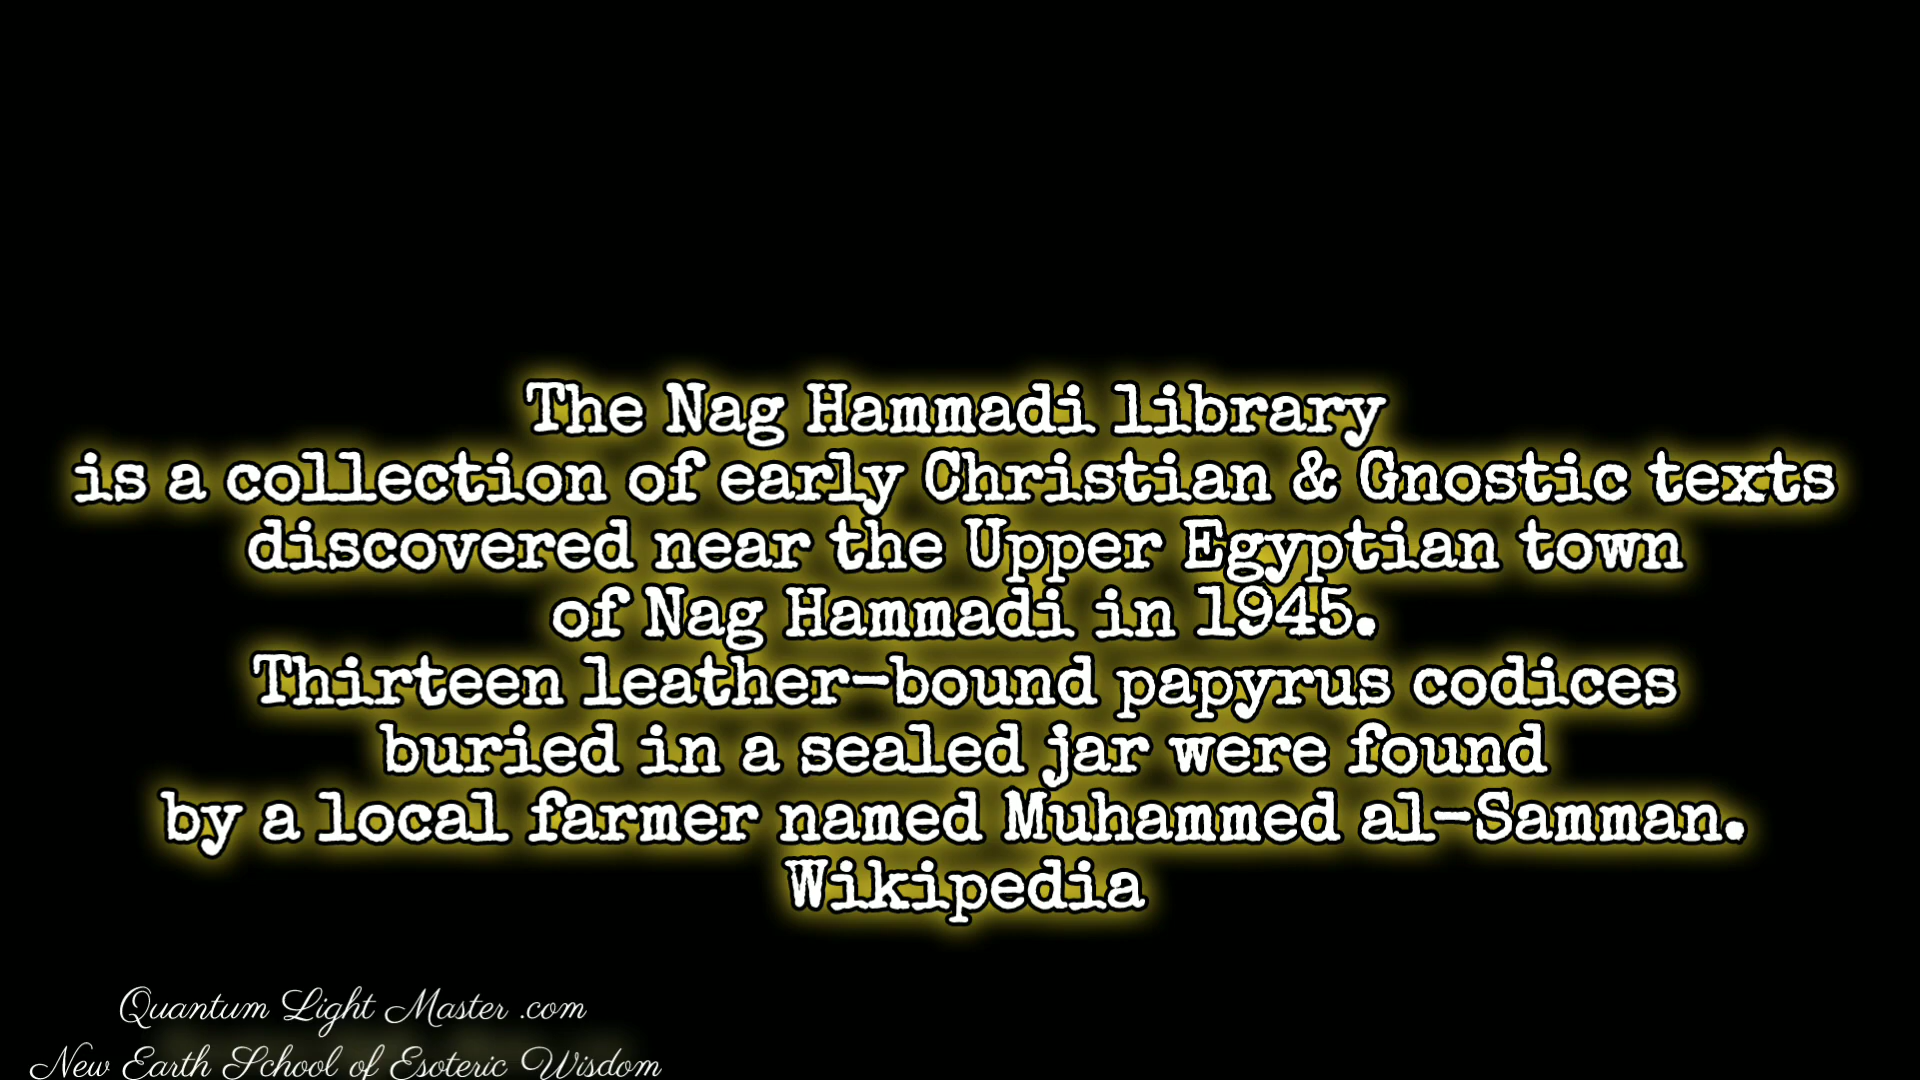 The Nag Hammadi library
is a collection of early Christian & Gnostic texts
discovered near the Upper Egyptian town
of Nag Hammadi in 1945.
Thirteen leather-bound papyrus codices
buried in a sealed jar were found
by a local farmer named Muhammed al-Samman.
Wikipedia
Quantum Light Master .com
New Earth School of Esoteric Wisdom